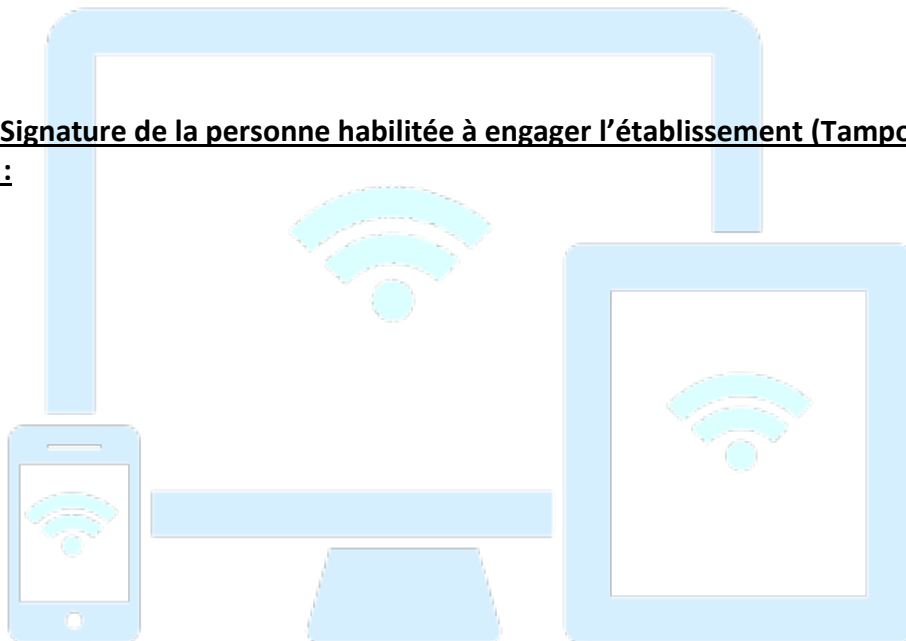 Signature de la personne habilitée à engager l’établissement (Tampo
: